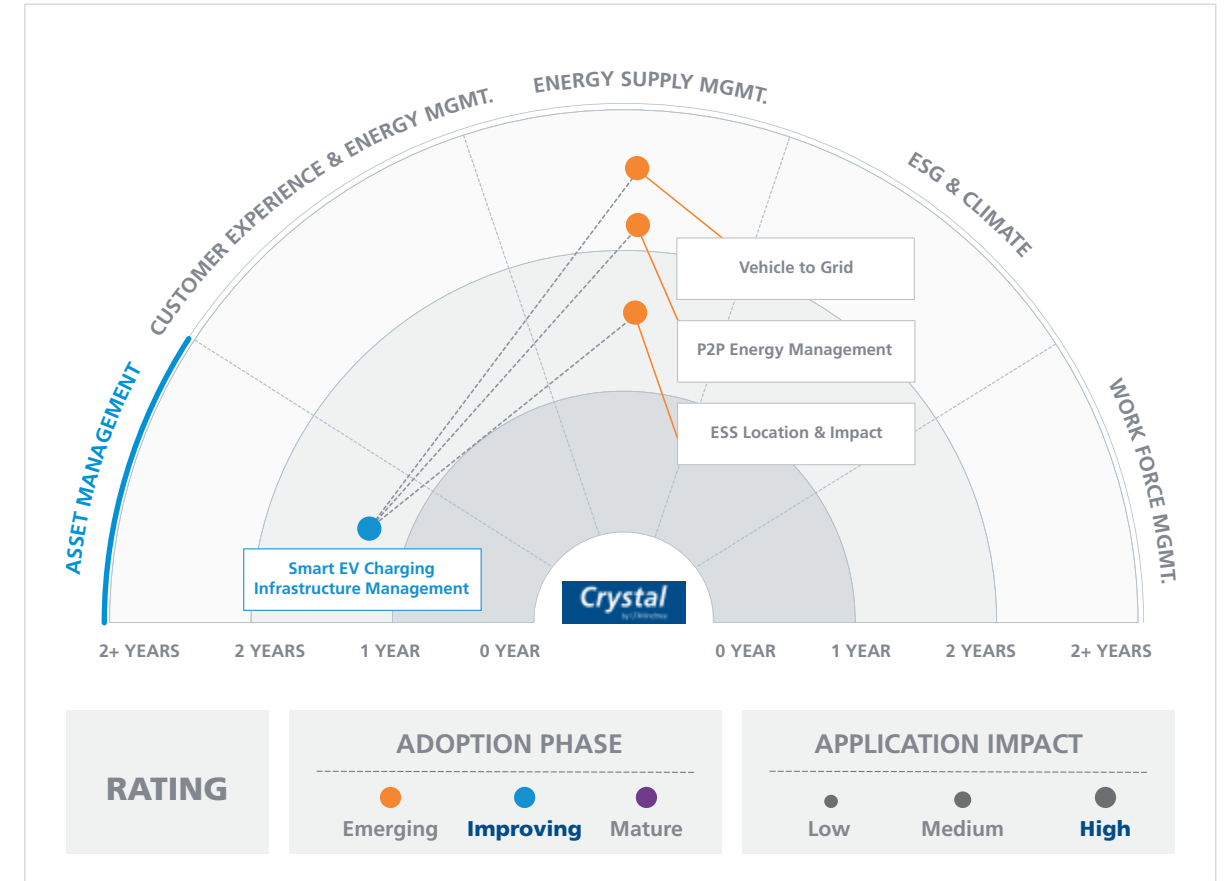 ENERGY SUPPLY MGMT.
CUSTOMER EXPERIENCE & ENERGY MGMT.
ESG & CLIMATE
ASSET MANAGEMENT
WORK FORCE MGMT.
Vehicle to Grid
P2P Energy Management
ESS Location & Impact
Smart EV Charging
Infrastructure Management
Crystal
2+ YEARS 2 YEARS 1 YEAR 0 YEAR 0 YEAR 1 YEAR 2 YEARS 2+ YEARS
RATING
ADOPTION PHASE
Emerging Improving Mature
APPLICATION IMPACT
Low Medium High